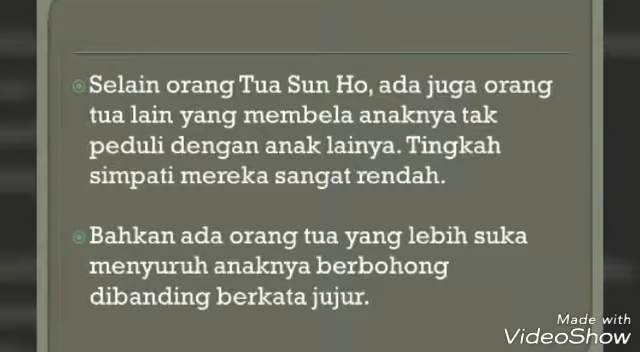 Selain orang Tua Sun Ho, ada juga orang
tua lain yang membela anaknya tak
peduli dengan anak lainya. Tingkah
simpati mereka sangat rendah.
Bahkan ada orang tua yang lebih suka
menyuruh anaknya berbohong
dibanding berkata jujur.
Made with
VideoShow